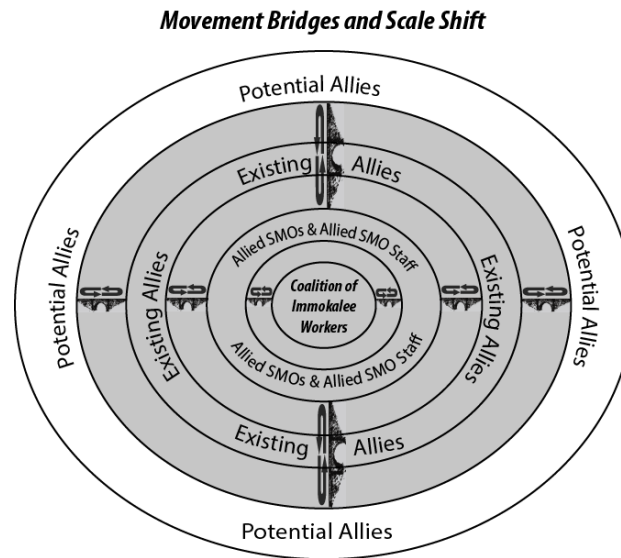 Movement Bridges and Scale Shift
Potential Allies
Existing Allies
Allied SMOs & Allied SMO Staff
Potential Allies
Existing Allies
Coalition of
Immokalee
Workers
Existing Allies
Potential Allies
Allied SMOs & Allied SMO Staff
Existing Allies
Potential Allies